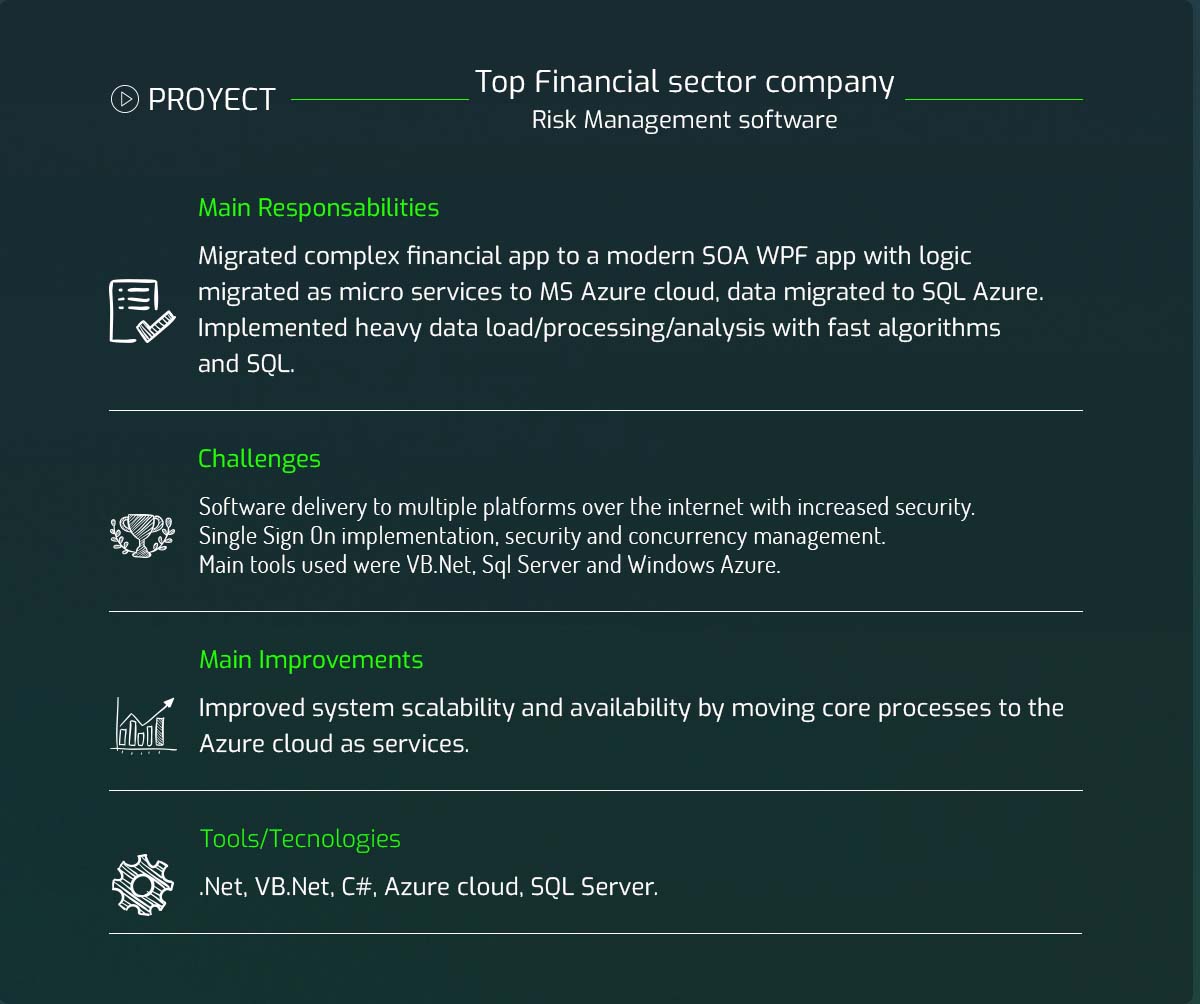 PROYECT
Top Financial sector company
Risk Management software
Main Responsabilities
Migrated complex financial app to a modern SOA WPF app with logic
migrated as micro services to MS Azure cloud, data migrated to SQL Azure.
Implemented heavy data load/processing/analysis with fast algorithms
and SQL.
Challenges
Software delivery to multiple platforms over the internet with increased security.
Single Sign On implementation, security and concurrency management.
Main tools used were VB.Net, Sql Server and Windows Azure.
Main Improvements
Improved system scalability and availability by moving core processes to the
Azure cloud as services.
Tools/Tecnologies
.Net, VB.Net, C#, Azure cloud, SQL Server.